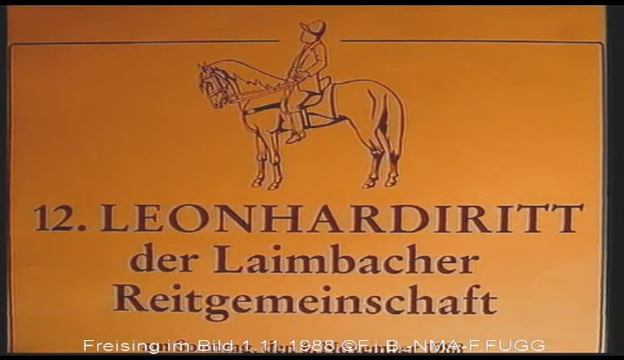 12. LEONHARDIRITT
der Laimbacher
Reitgemeinschaft
Freising im Bild 1.11.1988 ©F.i.B.-NMA-F.FUGG